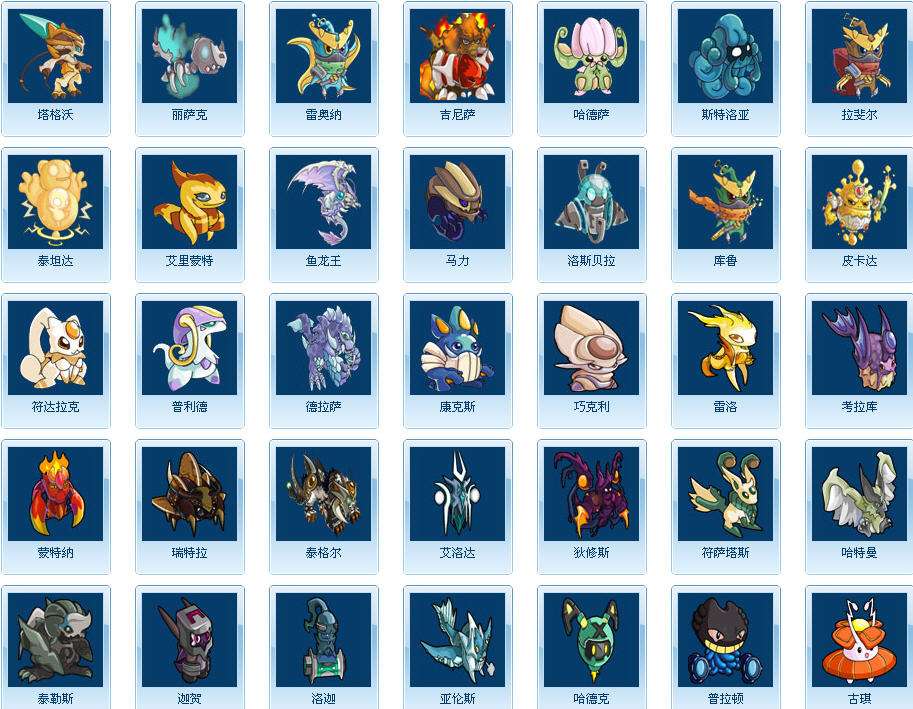 塔格沃
丽萨克
雷奥纳
吉尼萨
哈德萨
斯特洛亚
拉斐尔
泰坦达
艾里蒙特
鱼龙王
马力
洛斯贝拉
库鲁
皮卡达
符达拉克
普利德
德拉萨
康克斯
巧克利
雷洛
考拉库
蒙特纳
瑞特拉
泰格尔
艾洛达
狄修斯
符萨塔斯
哈特曼
泰勒斯
迦贺
洛迦
亚伦斯
哈德克
普拉顿
古琪